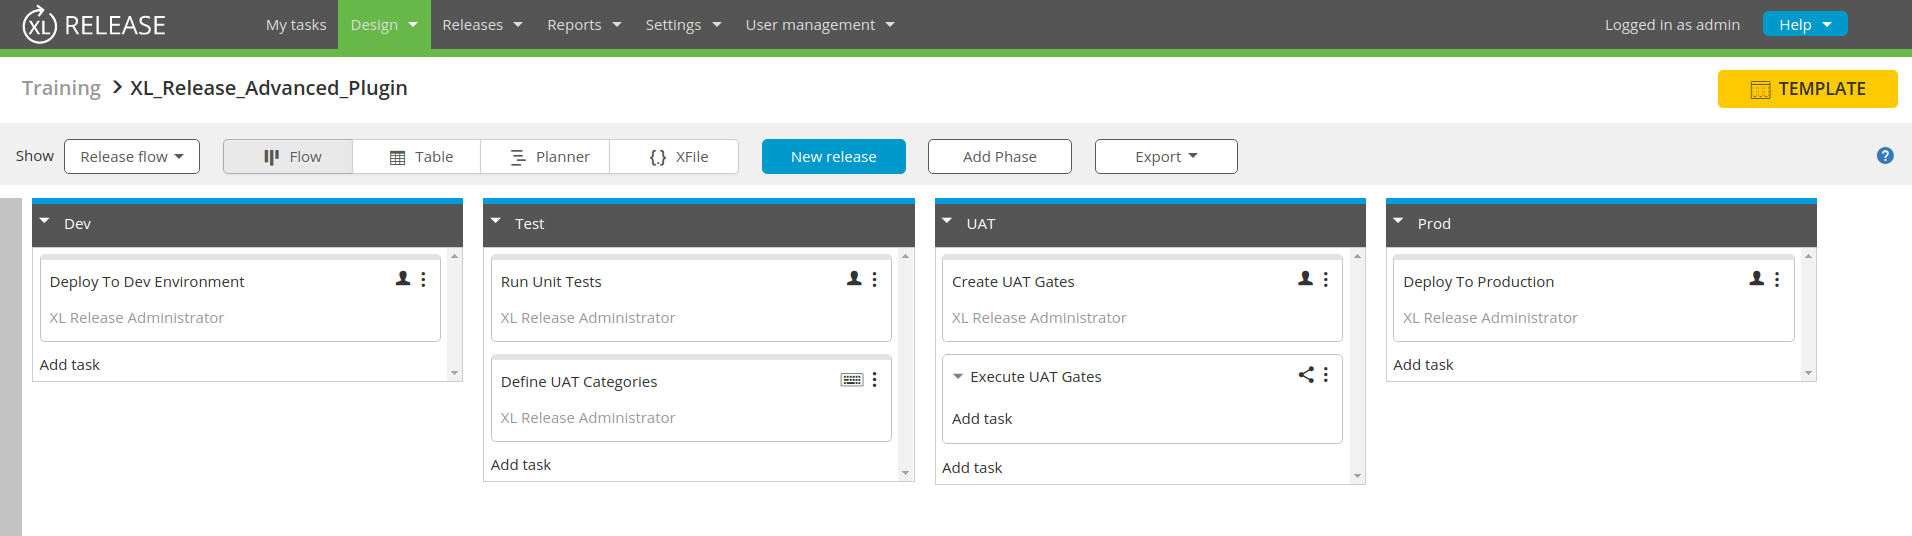 XL RELEASE My tasks Design Releases Reports Settings User management Logged in as admin Help
Training > XL_Release_Advanced_Plugin TEMPLATE
Show Release flow Flow Table Planner {.} XFile New release Add Phase Export ?
Dev
Deploy To Dev Environment
XL Release Administrator
Add task
Test
Run Unit Tests
XL Release Administrator
Define UAT Categories
XL Release Administrator
Add task
UAT
Create UAT Gates
XL Release Administrator
Execute UAT Gates
Add task
Add task
Prod
Deploy To Production
XL Release Administrator
Add task